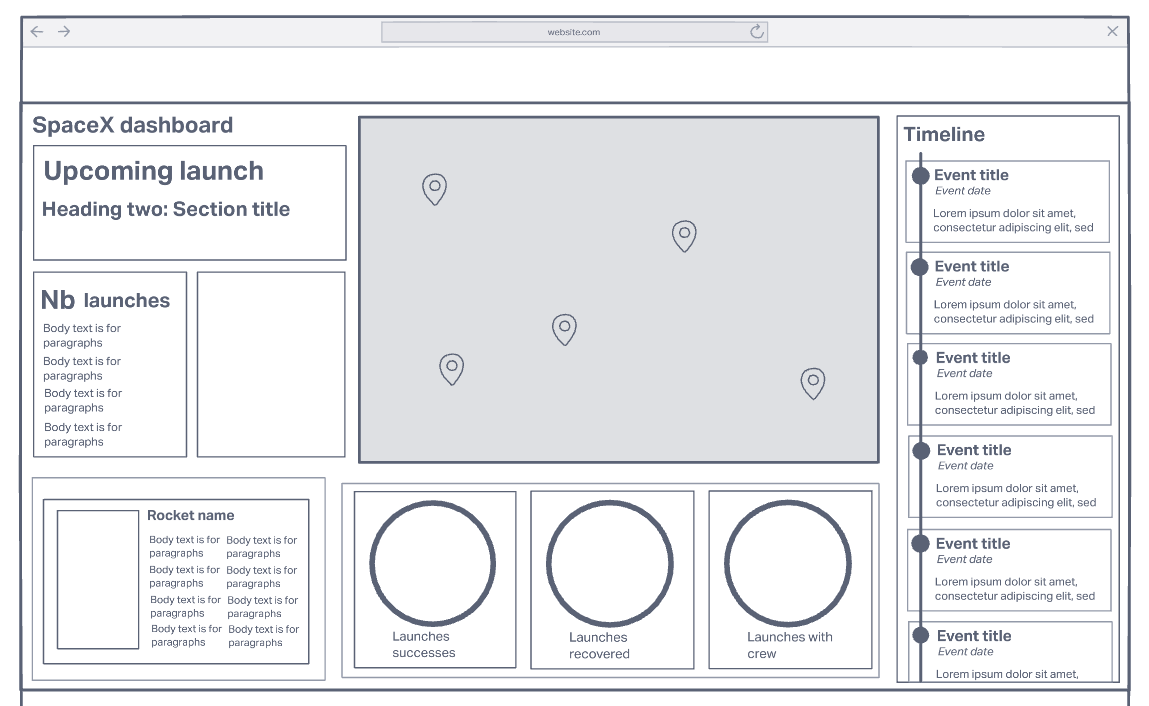 website.com
SpaceX dashboard
Upcoming launch
Heading two: Section title
Nb launches
Body text is for
paragraphs
Body text is for
paragraphs
Body text is for
paragraphs
Body text is for
paragraphs
Rocket name
Body text is for
paragraphs
Body text is for
paragraphs
Body text is for
paragraphs
Body text is for
paragraphs
Body text is for
paragraphs
Body text is for
paragraphs
Body text is for
paragraphs
Body text is for
paragraphs
Launches
successes
Launches
recovered
Launches with
crew
Timeline
Event title
Event date
Lorem ipsum dolor sit amet,
consectetur adipiscing elit, sed
Event title
Event date
Lorem ipsum dolor sit amet,
consectetur adipiscing elit, sed
Event title
Event date
Lorem ipsum dolor sit amet,
consectetur adipiscing elit, sed
Event title
Event date
Lorem ipsum dolor sit amet,
consectetur adipiscing elit, sed
Event title
Event date
Lorem ipsum dolor sit amet,
consectetur adipiscing elit, sed
Event title
Event date
Lorem ipsum dolor sit amet,